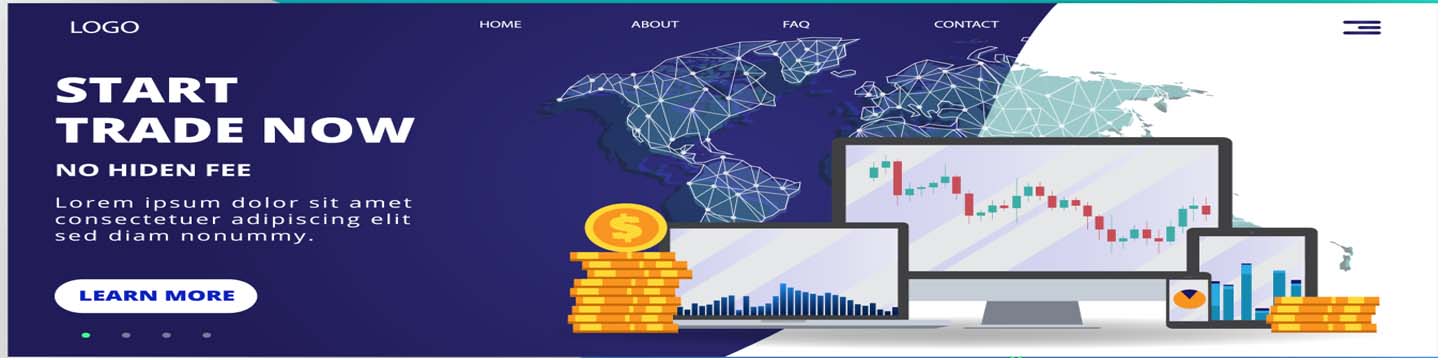 LOGO
HOME
ABOUT
FAQ
CONTACT
START
TRADE NOW
NO HIDEN FEE
Lorem ipsum dolor sit amet
consectetuer adipiscing elit
sed diam nonummy.
LEARN MORE
$